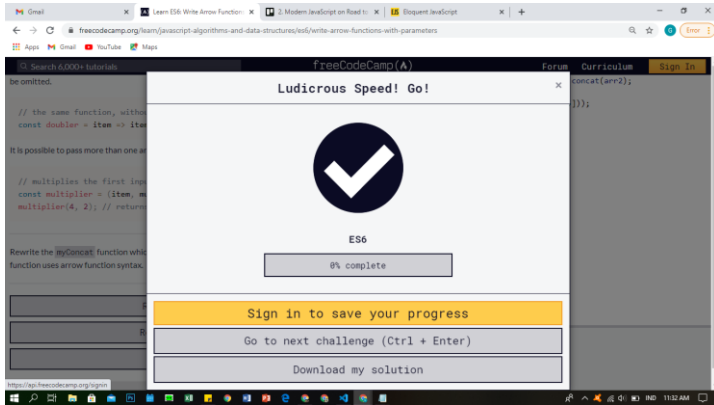 Gmail
Learn ES6: Write Arrow Function
2. Modern JavaScript on Road to
Eloquent JavaScript
freecodecamp.org/learn/javascript-algorithms-and-data-structures/es6/write-arrow-functions-with-parameters
G
Error
Apps
Gmail
YouTube
Maps
Search 6,000+ tutorials
freeCodeCamp(🔥)
Forum
Curriculum
Sign In
be omitted.
// the same function, withou
const doubler = item => item
It is possible to pass more than one ar
// multiplies the first inpu
const multiplier = (item, mu
multiplier(4, 2); // returns
Rewrite the myConcat function whic
function uses arrow function syntax.
R
R
concat(arr2);
]));
Ludicrous Speed! Go!
×
ES6
0% complete
Sign in to save your progress
Go to next challenge (Ctrl + Enter)
Download my solution
https://api.freecodecamp.org/signin
IND
11:32 AM